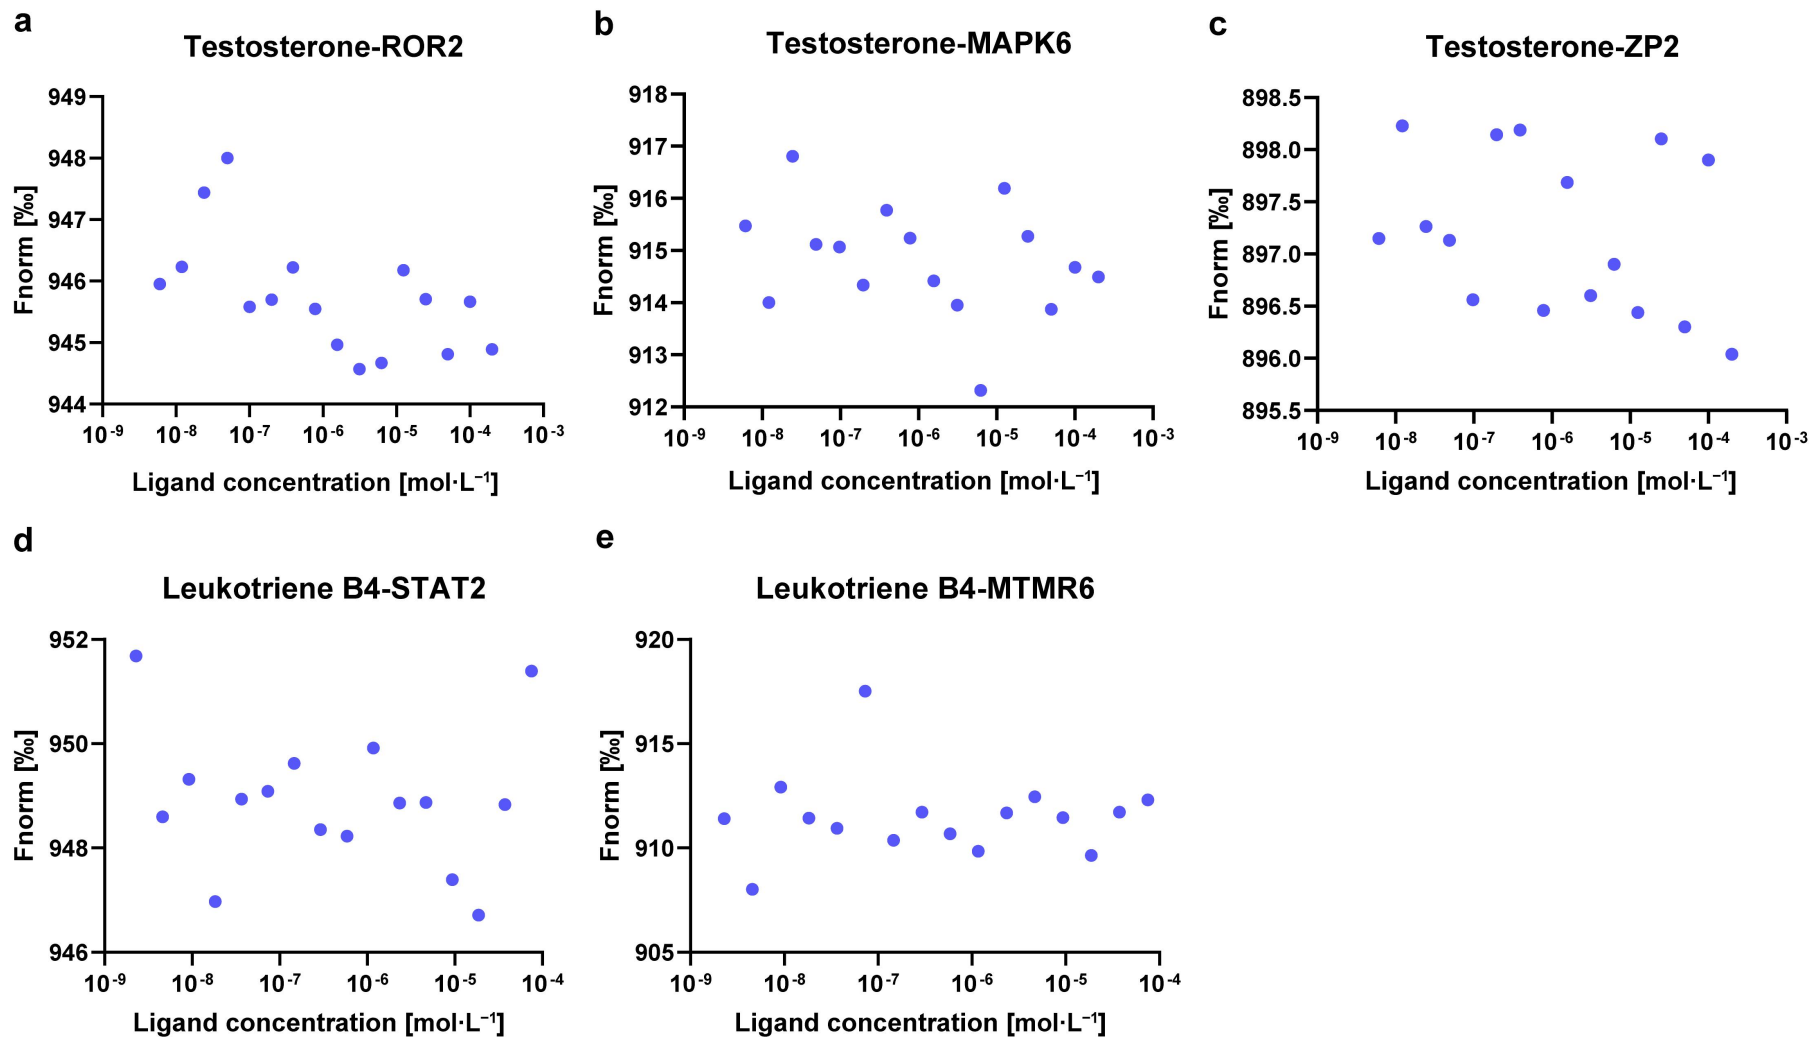 a
Testosterone-ROR2
949
948
947
946
945
944
Fnorm [‰]
10⁻⁹ 10⁻⁸ 10⁻⁷ 10⁻⁶ 10⁻⁵ 10⁻⁴ 10⁻³
Ligand concentration [mol·L⁻¹]
b
Testosterone-MAPK6
918
917
916
915
914
913
912
Fnorm [‰]
10⁻⁹ 10⁻⁸ 10⁻⁷ 10⁻⁶ 10⁻⁵ 10⁻⁴ 10⁻³
Ligand concentration [mol·L⁻¹]
c
Testosterone-ZP2
898.5
898.0
897.5
897.0
896.5
896.0
895.5
Fnorm [‰]
10⁻⁹ 10⁻⁸ 10⁻⁷ 10⁻⁶ 10⁻⁵ 10⁻⁴ 10⁻³
Ligand concentration [mol·L⁻¹]
d
Leukotriene B4-STAT2
952
950
948
946
Fnorm [‰]
10⁻⁹ 10⁻⁸ 10⁻⁷ 10⁻⁶ 10⁻⁵ 10⁻⁴
Ligand concentration [mol·L⁻¹]
e
Leukotriene B4-MTMR6
920
915
910
905
Fnorm [‰]
10⁻⁹ 10⁻⁸ 10⁻⁷ 10⁻⁶ 10⁻⁵ 10⁻⁴
Ligand concentration [mol·L⁻¹]